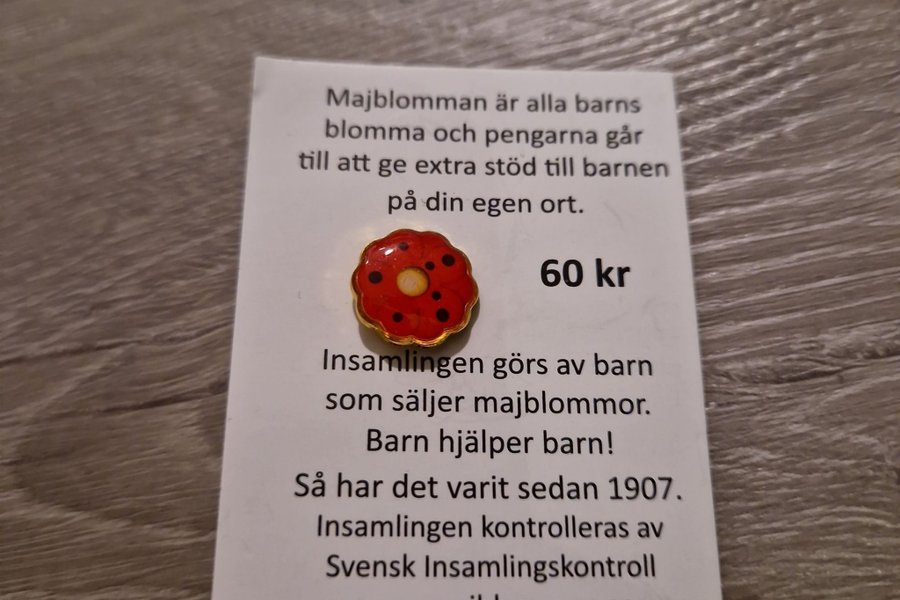 Majblomman är alla barns
blomma och pengarna går
till att ge extra stöd till barnen
på din egen ort.
60 kr
Insamlingen görs av barn
som säljer majblommor.
Barn hjälper barn!
Så har det varit sedan 1907.
Insamlingen kontrolleras av
Svensk Insamlingskontroll